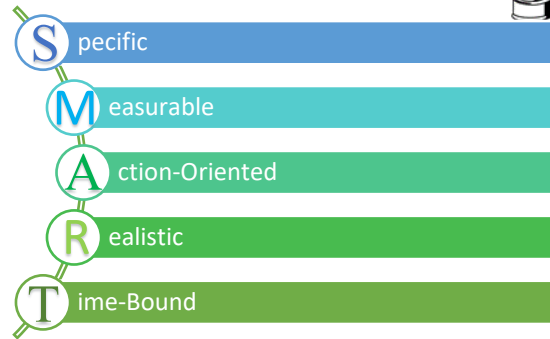 Specific
Measurable
Action-Oriented
Realistic
Time-Bound